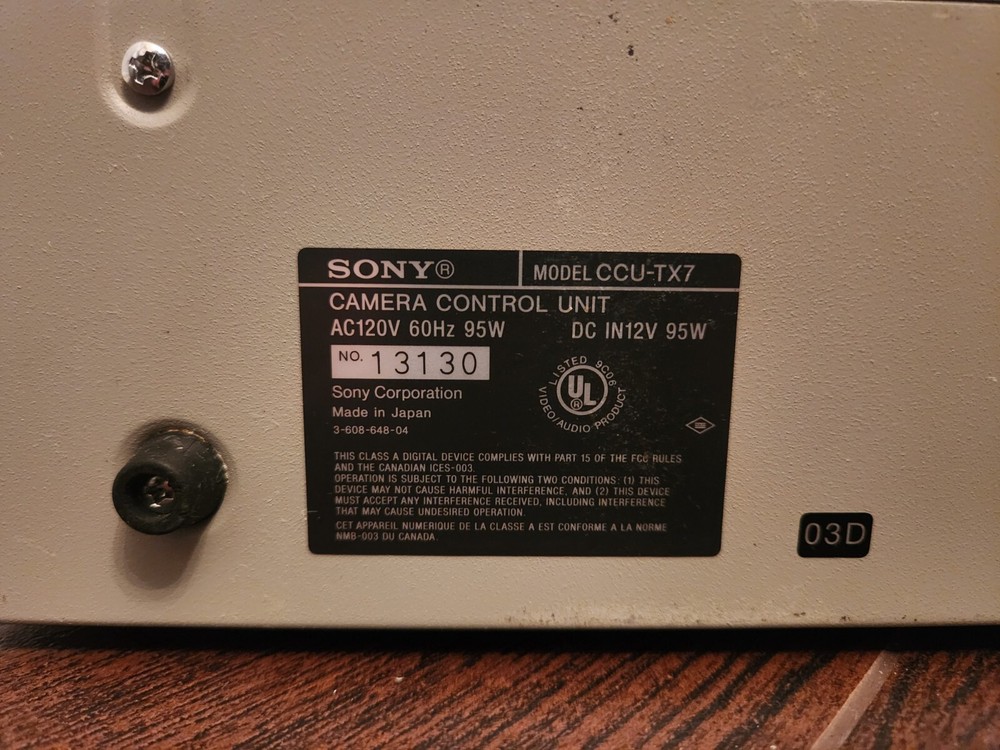 SONY® MODEL CCU-TX7
CAMERA CONTROL UNIT
AC120V 60Hz 95W DC IN12V 95W
NO. 13130
LISTED 9C06
UL ®
VIDEO/AUDIO PRODUCT
Sony Corporation
Made in Japan
3-608-648-04
THIS CLASS A DIGITAL DEVICE COMPLIES WITH PART 15 OF THE FCC RULES
AND THE CANADIAN ICES-003.
OPERATION IS SUBJECT TO THE FOLLOWING TWO CONDITIONS: (1) THIS
DEVICE MAY NOT CAUSE HARMFUL INTERFERENCE, AND (2) THIS DEVICE
MUST ACCEPT ANY INTERFERENCE RECEIVED, INCLUDING INTERFERENCE
THAT MAY CAUSE UNDESIRED OPERATION.
CET APPAREIL NUMERIQUE DE LA CLASSE A EST CONFORME A LA NORME
NMB-003 DU CANADA.
03D